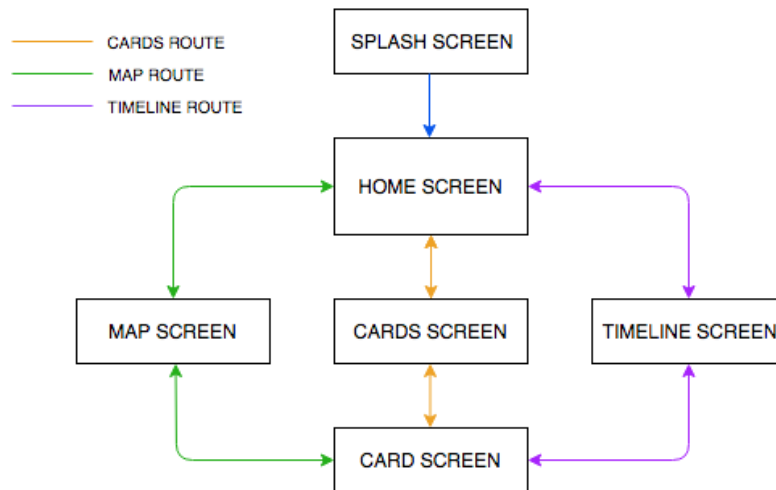 CARDS ROUTE
MAP ROUTE
TIMELINE ROUTE
SPLASH SCREEN
HOME SCREEN
MAP SCREEN
CARDS SCREEN
TIMELINE SCREEN
CARD SCREEN